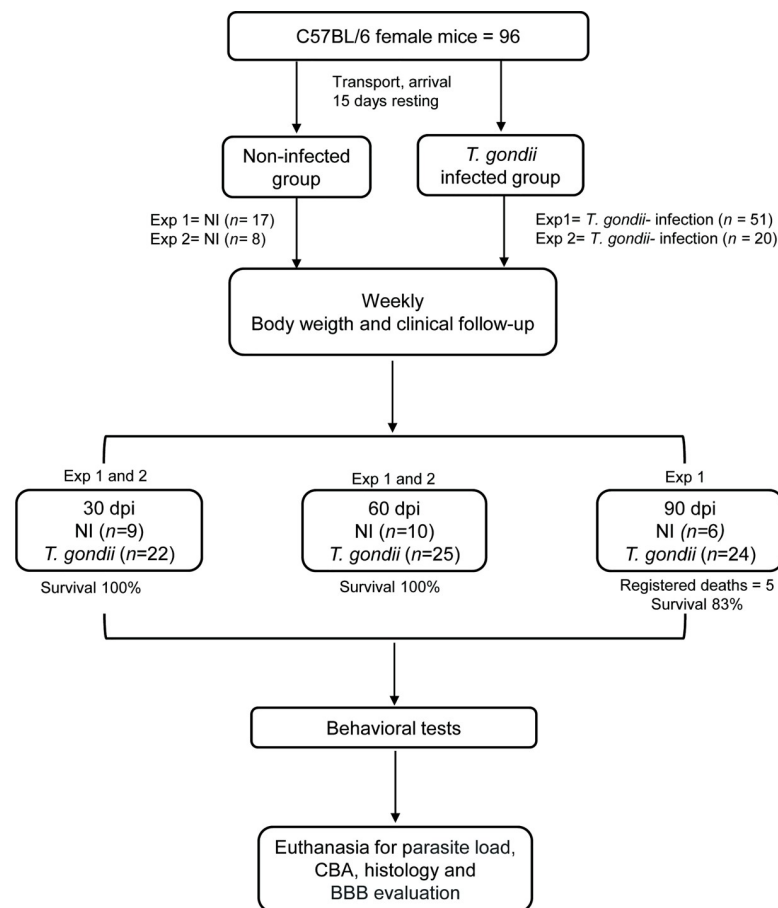 C57BL/6 female mice = 96
Transport, arrival
15 days resting
Non-infected
group
T. gondii
infected group
Exp 1= NI (n= 17)
Exp 2= NI (n= 8)
Exp1= T. gondii- infection (n = 51)
Exp 2= T. gondii- infection (n = 20)
Weekly
Body weigth and clinical follow-up
Exp 1 and 2
30 dpi
NI (n=9)
T. gondii (n=22)
Survival 100%
Exp 1 and 2
60 dpi
NI (n=10)
T. gondii (n=25)
Survival 100%
Exp 1
90 dpi
NI (n=6)
T. gondii (n=24)
Registered deaths = 5
Survival 83%
Behavioral tests
Euthanasia for parasite load,
CBA, histology and
BBB evaluation